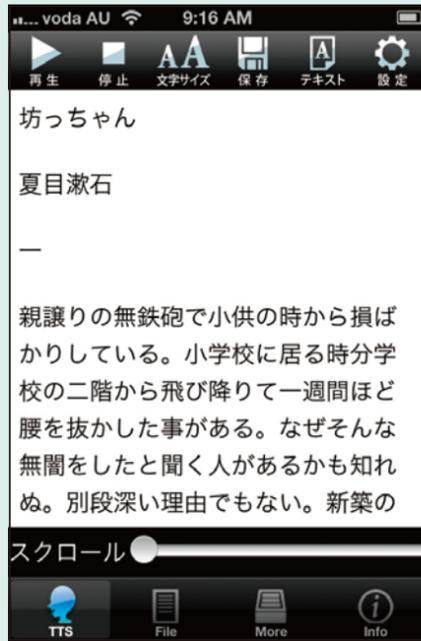 voda AU 9:16 AM
再生 停止 文字サイズ 保存 テキスト 設定
坊っちゃん
夏目漱石
一
親譲りの無鉄砲で小供の時から損ば
かりしている。小学校に居る時分学
校の二階から飛び降りて一週間ほど
腰を抜かした事がある。なぜそんな
無闇をしたと聞く人があるかも知れ
ぬ。別段深い理由でもない。新築の
スクロール
TTS File More Info